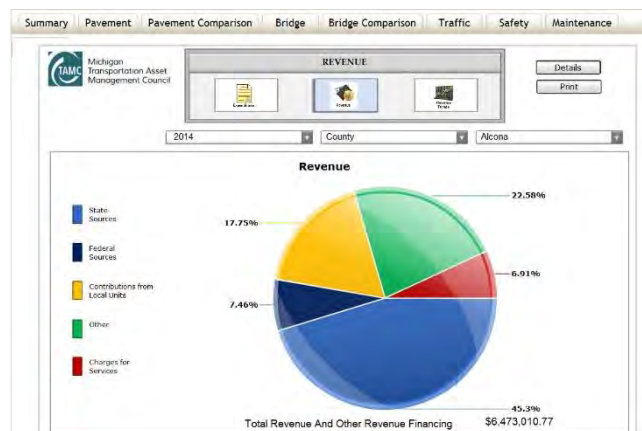 Summary Pavement Pavement Comparison Bridge Bridge Comparison Traffic Safety Maintenance
TAMC
Michigan
Transportation Asset
Management Council
REVENUE
Revenue
Details
Print
2014 County Alcona
Revenue
State
Sources
Federal
Sources
Contributions from
Local Units
Other
Charges for
Services
22.58%
17.75%
6.91%
7.46%
45.3%
Total Revenue And Other Revenue Financing $6,473,010.77